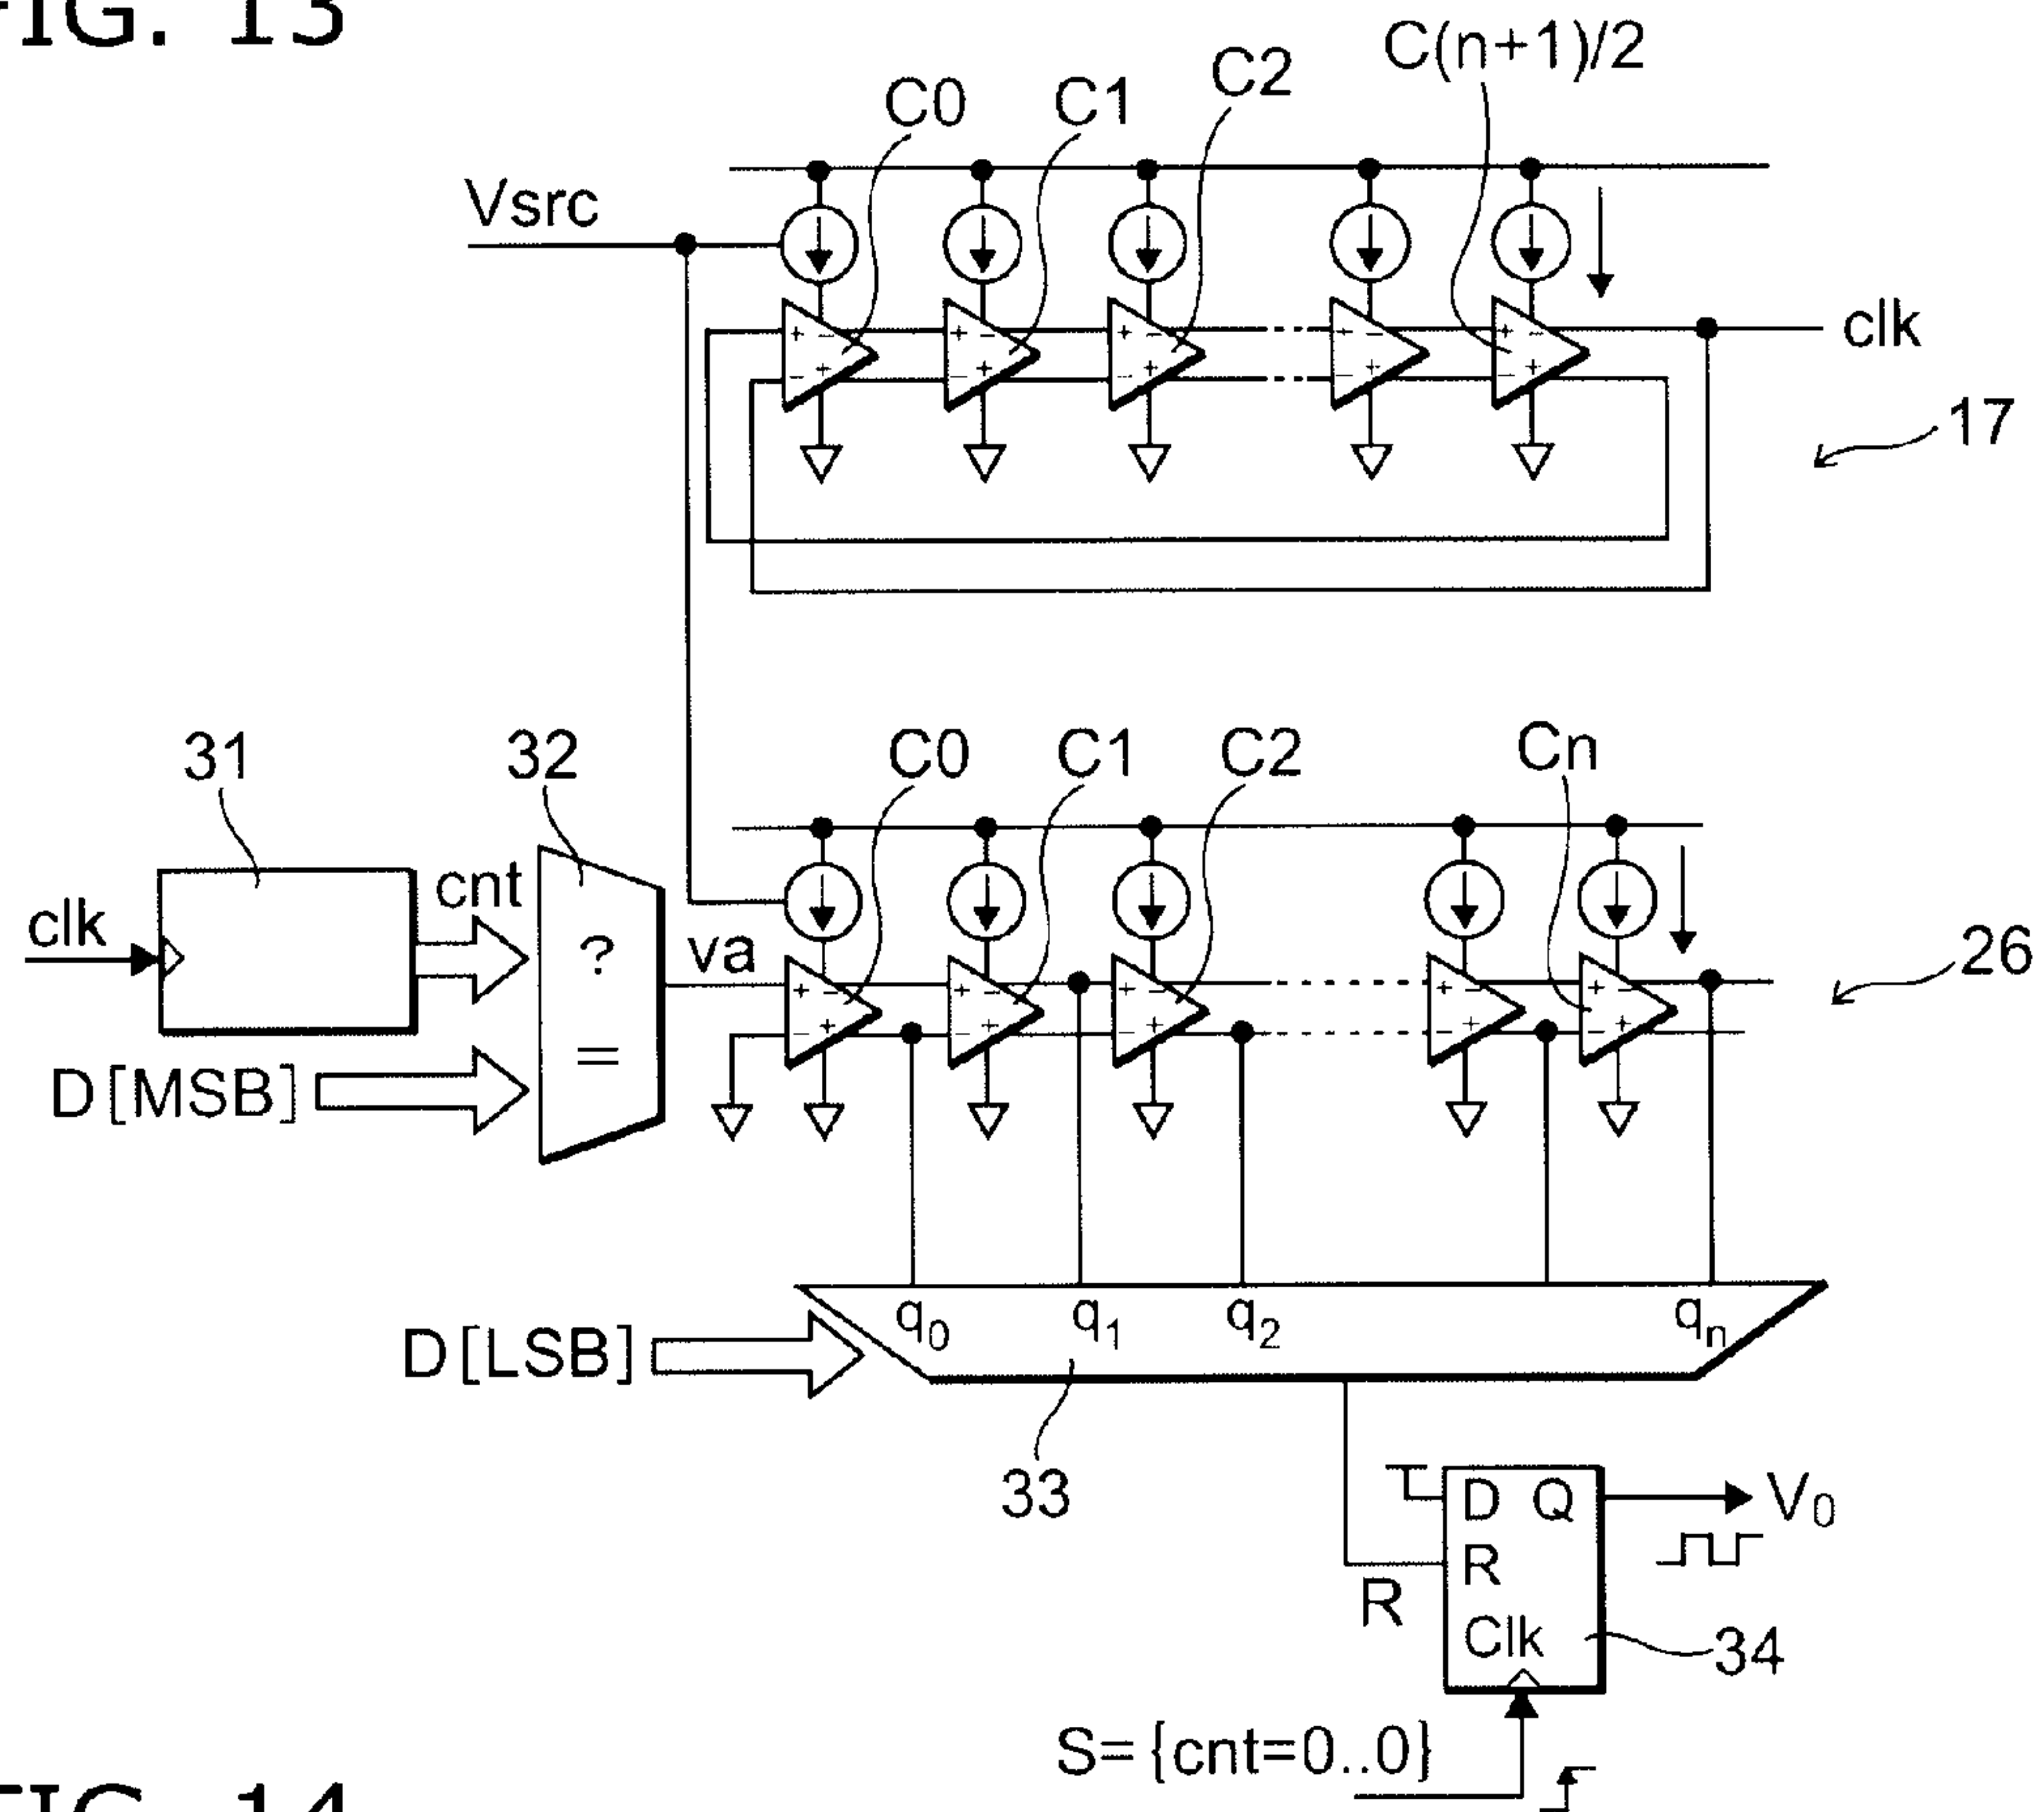 FIG. 13
C0
C1
C2
C(n+1)/2
Vsrc
+ − + − + − + − + −
− + − + − + − + − +
clk
17
31
32
C0
C1
C2
Cn
clk
cnt
?
=
va
+ − + − + − + − + −
− + − + − + − + − +
26
D[MSB]
D[LSB]
q0
q1
q2
qn
33
D Q
V0
R
R
Clk
34
S={cnt=0..0}
FIG. 14